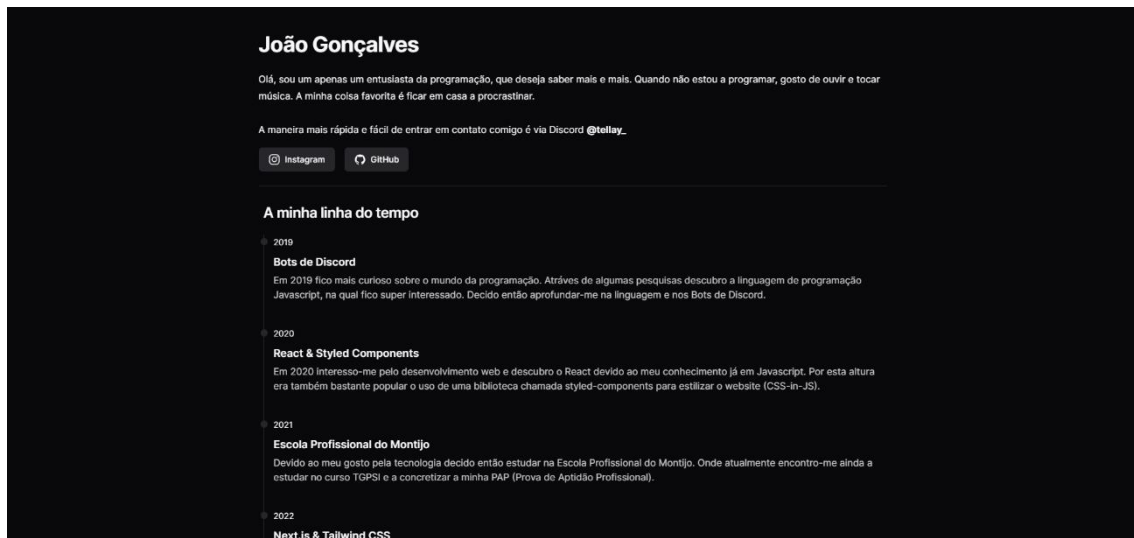 João Gonçalves
Olá, sou um apenas um entusiasta da programação, que deseja saber mais e mais. Quando não estou a programar, gosto de ouvir e tocar
música. A minha coisa favorita é ficar em casa a procrastinar.
A maneira mais rápida e fácil de entrar em contato comigo é via Discord @tellay_
Instagram GitHub
A minha linha do tempo
2019
Bots de Discord
Em 2019 fico mais curioso sobre o mundo da programação. Atráves de algumas pesquisas descubro a linguagem de programação
Javascript, na qual fico super interessado. Decido então aprofundar-me na linguagem e nos Bots de Discord.
2020
React & Styled Components
Em 2020 interesso-me pelo desenvolvimento web e descubro o React devido ao meu conhecimento já em Javascript. Por esta altura
era também bastante popular o uso de uma biblioteca chamada styled-components para estilizar o website (CSS-in-JS).
2021
Escola Profissional do Montijo
Devido ao meu gosto pela tecnologia decido então estudar na Escola Profissional do Montijo. Onde atualmente encontro-me ainda a
estudar no curso TGPSI e a concretizar a minha PAP (Prova de Aptidão Profissional).
2022
Next.js & Tailwind CSS